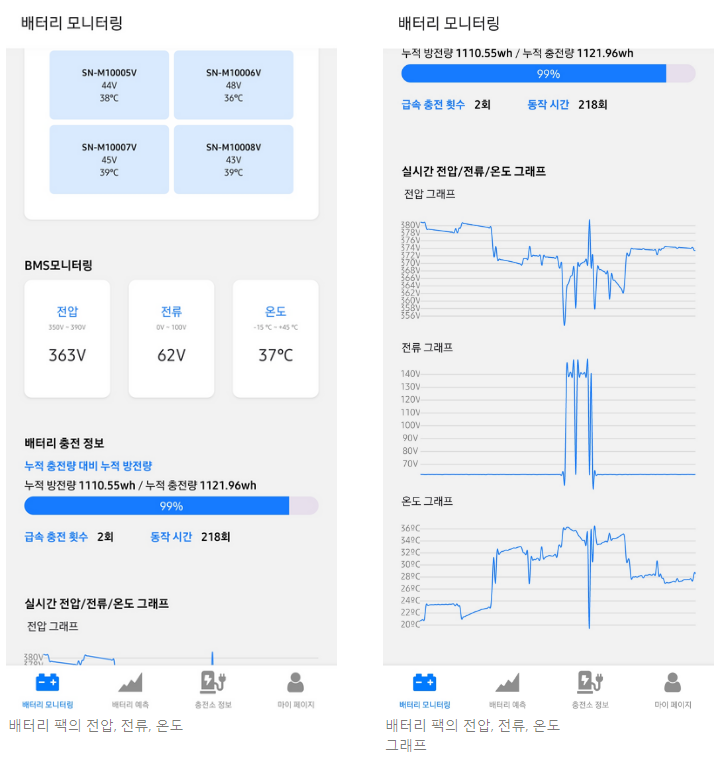 배터리 모니터링
SN-M10005V
44V
38℃
SN-M10006V
48V
36℃
SN-M10007V
45V
39℃
SN-M10008V
43V
39℃
BMS모니터링
전압
350V ~ 390V
363V
전류
0V ~ 100V
62V
온도
-15 ℃ ~ +45 ℃
37℃
배터리 충전 정보
누적 충전량 대비 누적 방전량
누적 방전량 1110.55wh / 누적 충전량 1121.96wh
99%
급속 충전 횟수 2회 동작 시간 218회
실시간 전압/전류/온도 그래프
전압 그래프
380V
378V
배터리 모니터링
배터리 예측
충전소 정보
마이 페이지
배터리 팩의 전압, 전류, 온도
배터리 모니터링
누적 방전량 1110.55wh / 누적 충전량 1121.96wh
99%
급속 충전 횟수 2회 동작 시간 218회
실시간 전압/전류/온도 그래프
전압 그래프
380V
378V
376V
374V
372V
370V
368V
366V
364V
362V
360V
358V
356V
전류 그래프
140V
130V
120V
110V
100V
90V
80V
70V
온도 그래프
36℃
34℃
32℃
30℃
28℃
26℃
24℃
22℃
20℃
배터리 모니터링
배터리 예측
충전소 정보
마이 페이지
배터리 팩의 전압, 전류, 온도
그래프